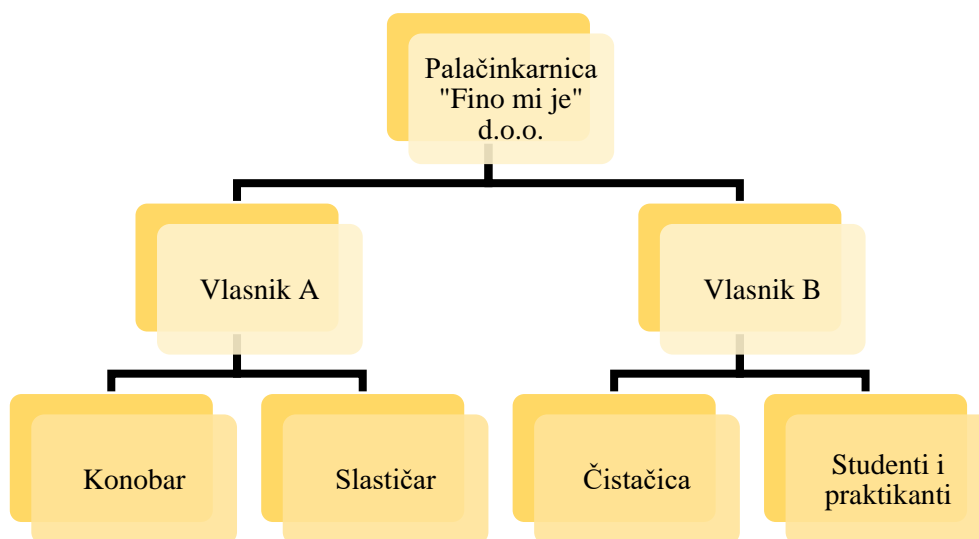 Palačinkarnica
"Fino mi je"
d.o.o.
Vlasnik A
Vlasnik B
Konobar
Slastičar
Čistačica
Studenti i
praktikanti